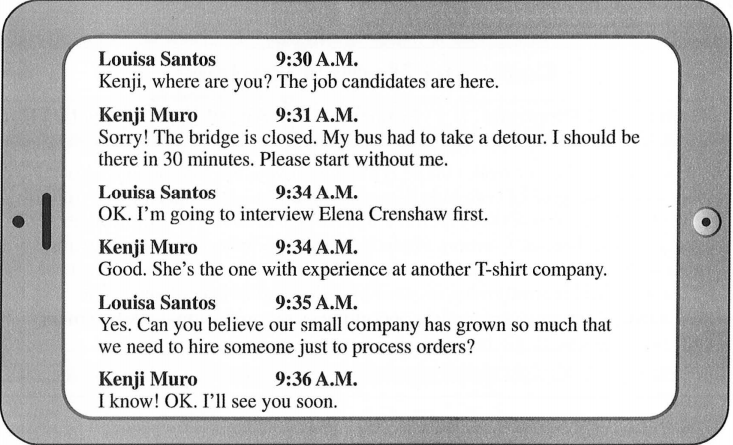 Louisa Santos 9:30 A.M.
Kenji, where are you? The job candidates are here.
Kenji Muro 9:31 A.M.
Sorry! The bridge is closed. My bus had to take a detour. I should be
there in 30 minutes. Please start without me.
Louisa Santos 9:34 A.M.
OK. I'm going to interview Elena Crenshaw first.
Kenji Muro 9:34 A.M.
Good. She's the one with experience at another T-shirt company.
Louisa Santos 9:35 A.M.
Yes. Can you believe our small company has grown so much that
we need to hire someone just to process orders?
Kenji Muro 9:36 A.M.
I know! OK. I'll see you soon.